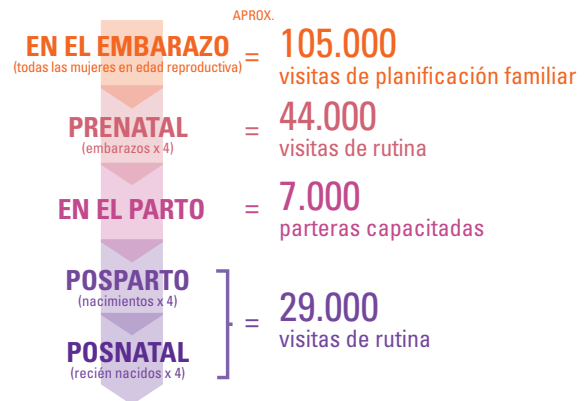 APROX.
EN EL EMBARAZO
(todas las mujeres en edad reproductiva)
=
105.000
visitas de planificación familiar
PRENATAL
(embarazos x 4)
=
44.000
visitas de rutina
EN EL PARTO
=
7.000
parteras capacitadas
POSPARTO
(nacimientos x 4)
POSNATAL
(recién nacidos x 4)
=
29.000
visitas de rutina